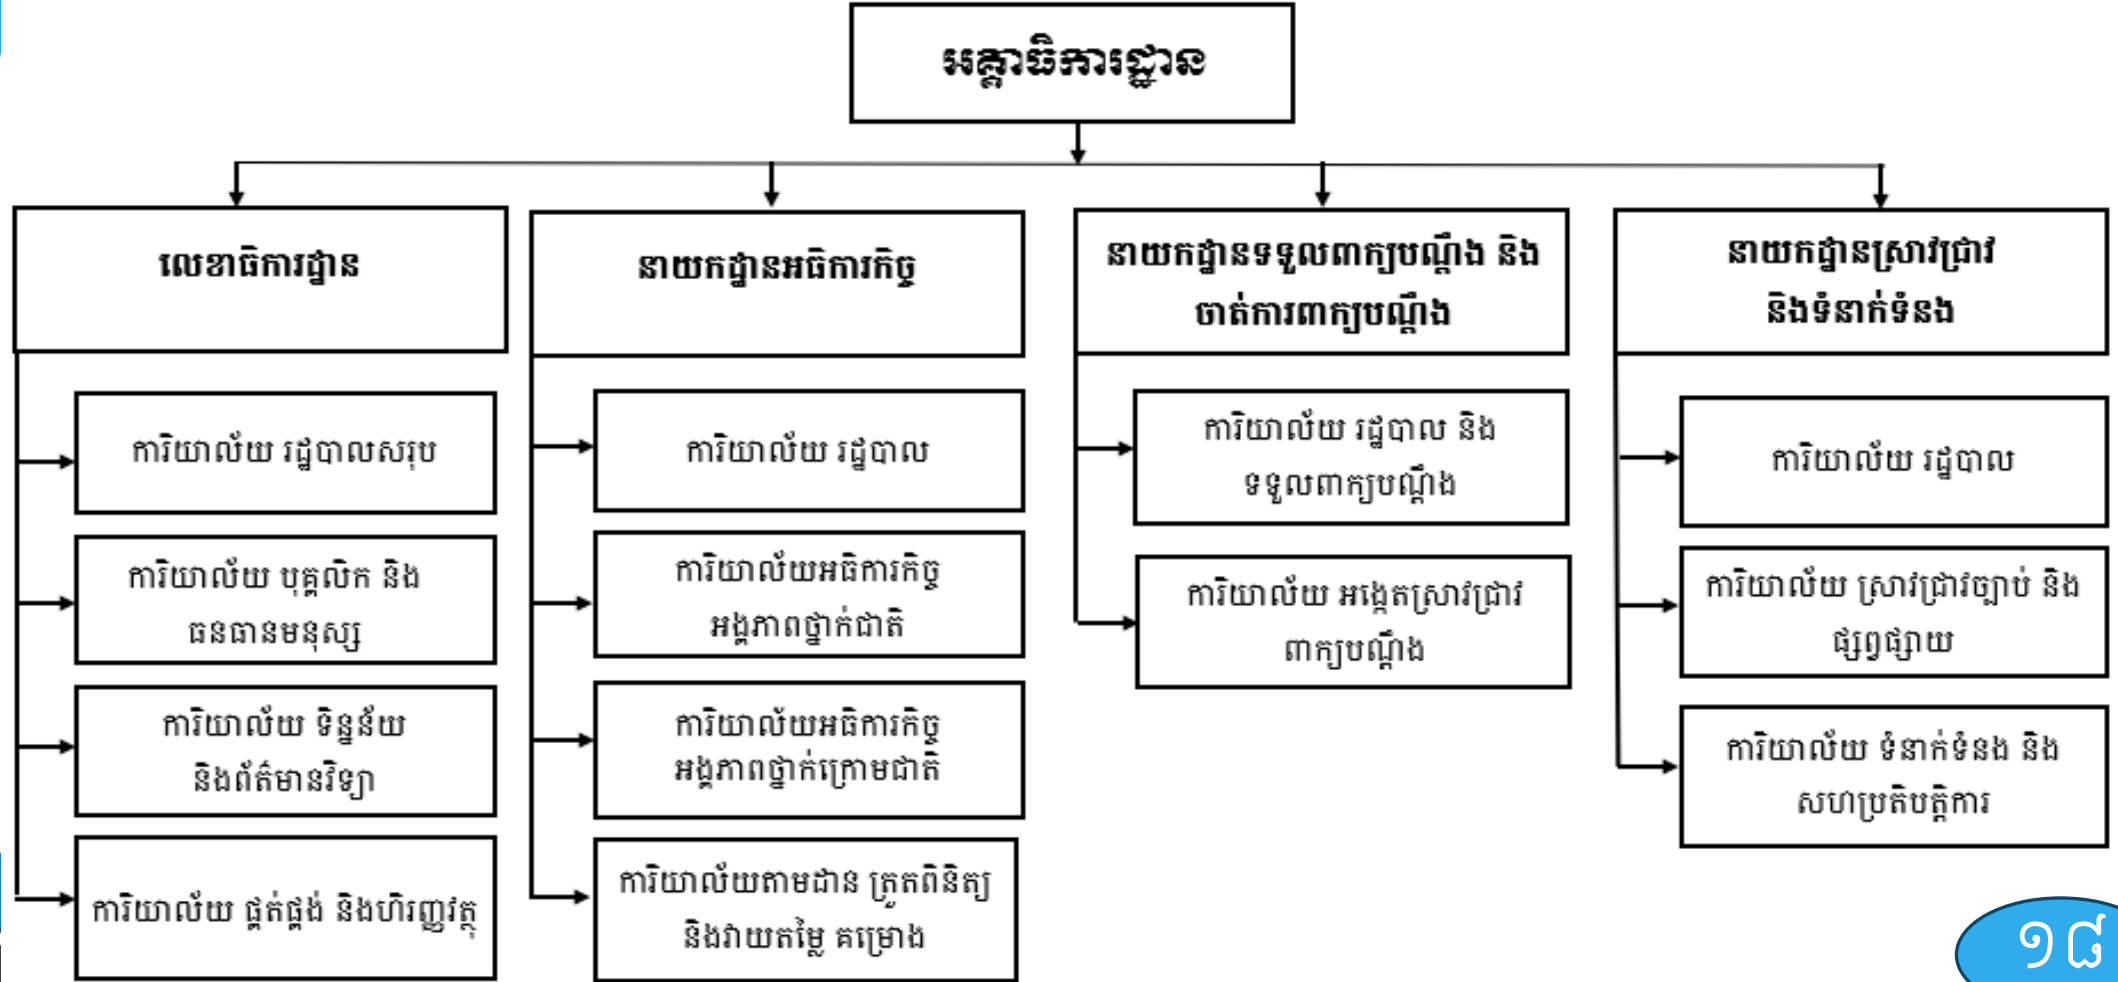 អគ្គាធិការដ្ឋាន
លេខាធិការដ្ឋាន
ការិយាល័យ រដ្ឋបាលសរុប
ការិយាល័យ បុគ្គលិក និង
ធនធានមនុស្ស
ការិយាល័យ ទិន្នន័យ
និងព័ត៌មានវិទ្យា
ការិយាល័យ ផ្គត់ផ្គង់ និងហិរញ្ញវត្ថុ
នាយកដ្ឋានអធិការកិច្ច
ការិយាល័យ រដ្ឋបាល
ការិយាល័យអធិការកិច្ច
អង្គភាពថ្នាក់ជាតិ
ការិយាល័យអធិការកិច្ច
អង្គភាពថ្នាក់ក្រោមជាតិ
ការិយាល័យតាមដាន ត្រួតពិនិត្យ
និងវាយតម្លៃ គម្រោង
នាយកដ្ឋានទទួលពាក្យបណ្តឹង និង
ចាត់ការពាក្យបណ្តឹង
ការិយាល័យ រដ្ឋបាល និង
ទទួលពាក្យបណ្តឹង
ការិយាល័យ អង្កេតស្រាវជ្រាវ
ពាក្យបណ្តឹង
នាយកដ្ឋានស្រាវជ្រាវ
និងទំនាក់ទំនង
ការិយាល័យ រដ្ឋបាល
ការិយាល័យ ស្រាវជ្រាវច្បាប់ និង
ផ្សព្វផ្សាយ
ការិយាល័យ ទំនាក់ទំនង និង
សហប្រតិបត្តិការ
១៨